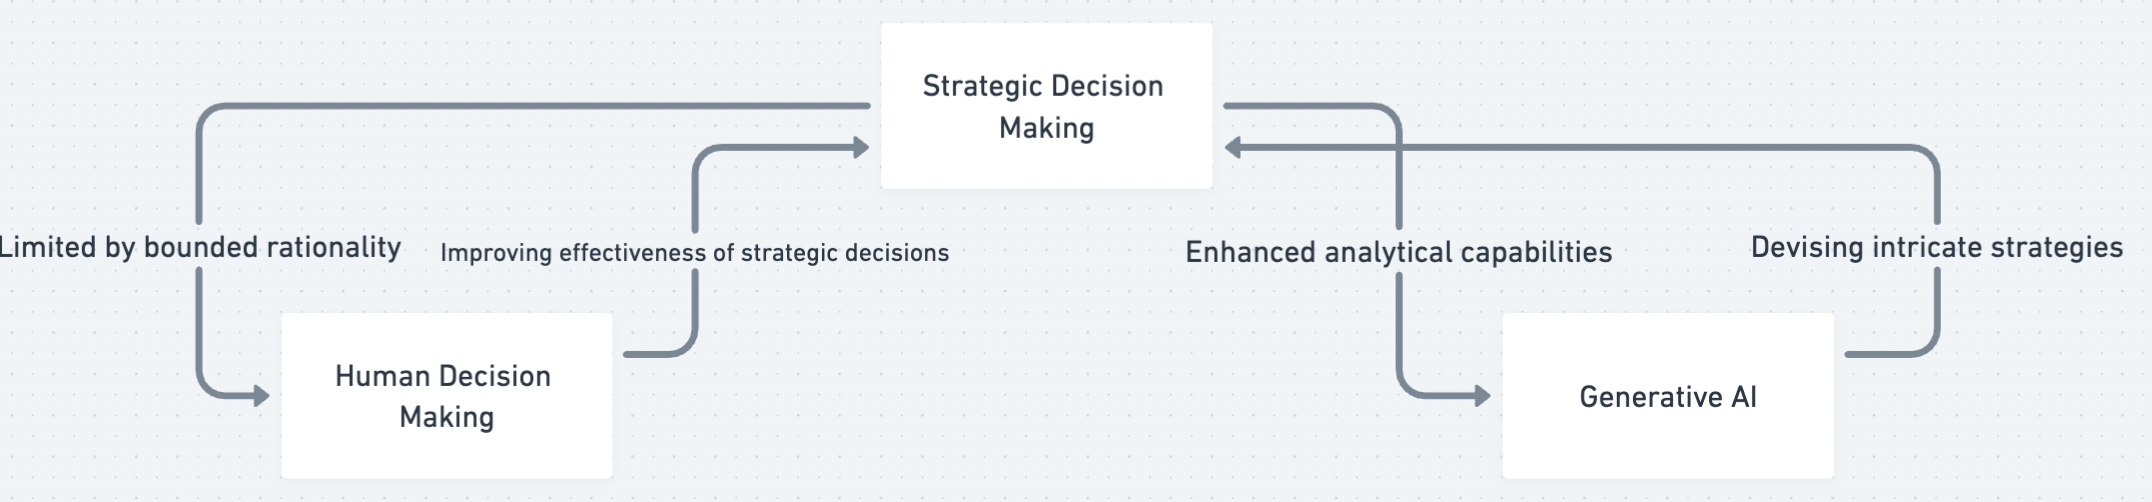 Strategic Decision
Making
Limited by bounded rationality
Improving effectiveness of strategic decisions
Enhanced analytical capabilities
Devising intricate strategies
Human Decision
Making
Generative AI